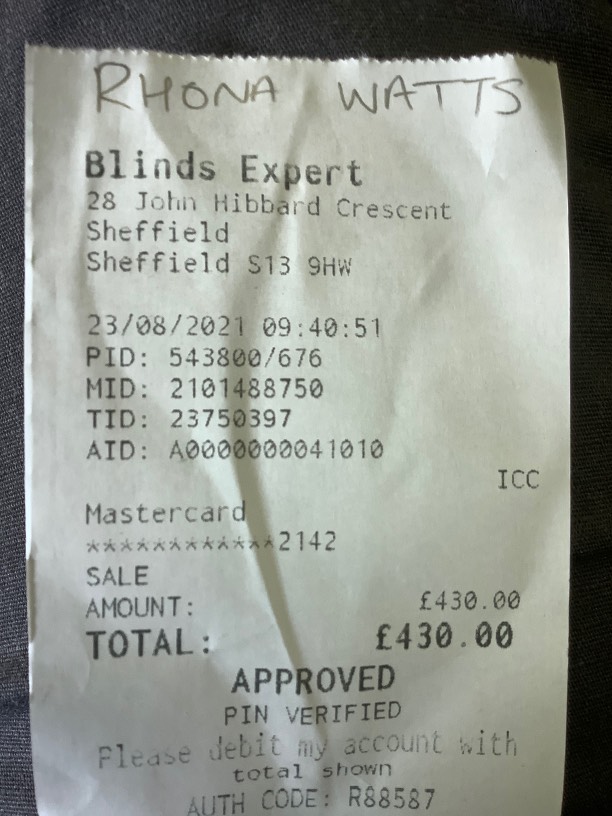 RHONA WATTS
Blinds Expert
28 John Hibbard Crescent
Sheffield
Sheffield S13 9HW
23/08/2021 09:40:51
PID: 543800/676
MID: 2101488750
TID: 23750397
AID: A0000000041010
ICC
Mastercard
************2142
SALE
AMOUNT: £430.00
TOTAL: £430.00
APPROVED
PIN VERIFIED
Please debit my account with
total shown
AUTH CODE: R88587